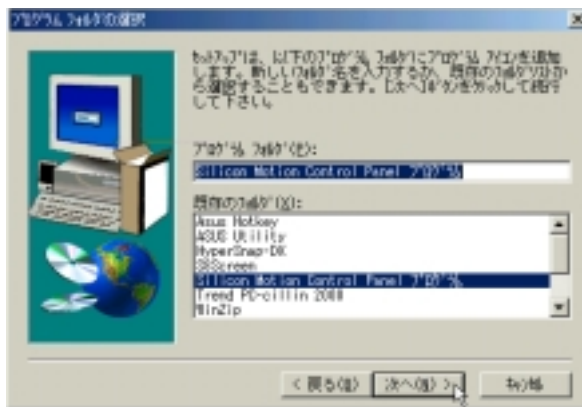 ﾌﾟﾛｸﾞﾗﾑ ﾌｫﾙﾀﾞの選択
ｾｯﾄｱｯﾌﾟは、以下のﾌﾟﾛｸﾞﾗﾑ ﾌｫﾙﾀﾞにﾌﾟﾛｸﾞﾗﾑ ｱｲｺﾝを追加
します。新しいﾌｫﾙﾀﾞ名を入力するか、既存のﾌｫﾙﾀﾞﾘｽﾄか
ら選択することもできます。[次へ]ﾎﾞﾀﾝをｸﾘｯｸして続行
して下さい。
ﾌﾟﾛｸﾞﾗﾑ ﾌｫﾙﾀﾞ(P):
Silicon Motion Control Panel ﾌﾟﾛｸﾞﾗﾑ
既存のﾌｫﾙﾀﾞ(X):
Asus Hotkey
ASUS Utility
HyperSnap-DX
S3Screen
Silicon Motion Control Panel ﾌﾟﾛｸﾞﾗﾑ
Trend PC-cillin 2000
WinZip
< 戻る(B)
次へ(N) >
ｷｬﾝｾﾙ